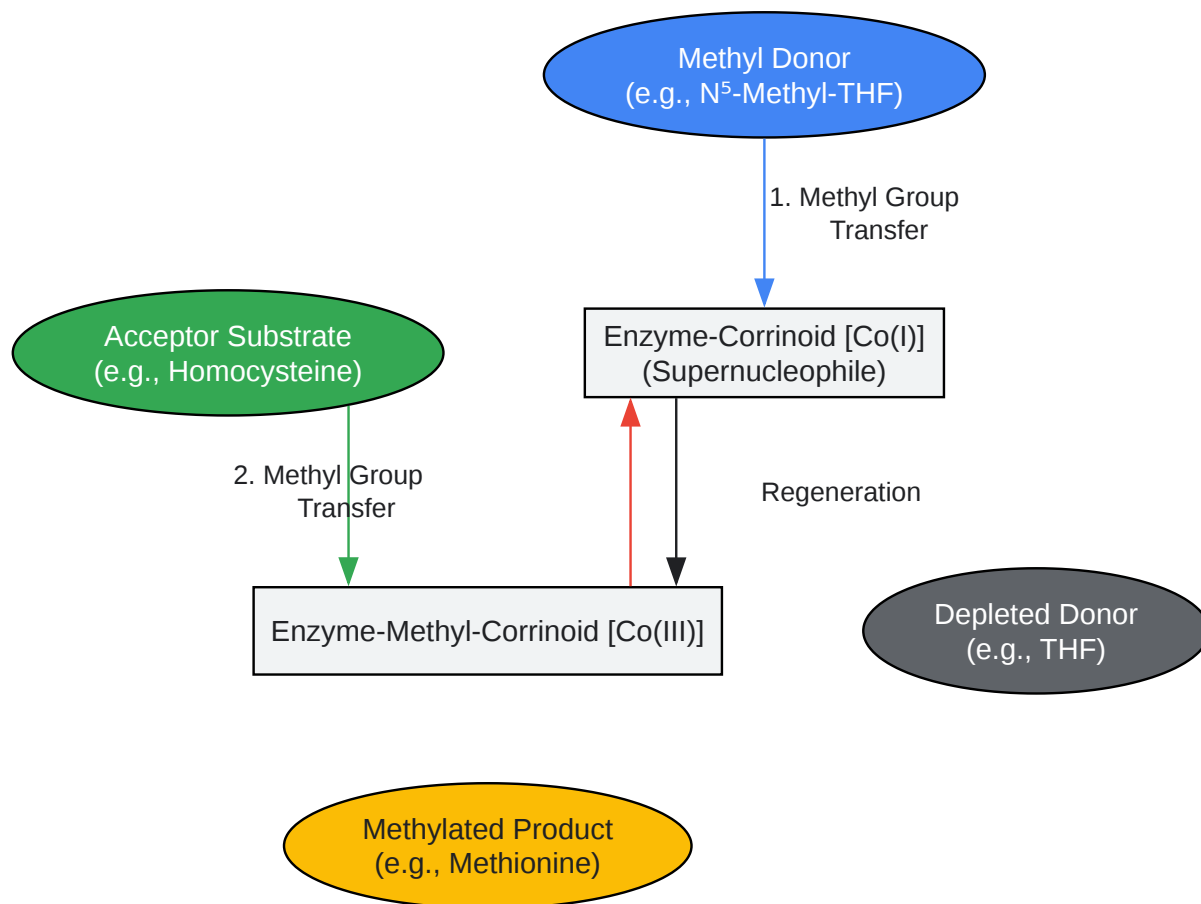 Methyl Donor
(e.g., N⁵-Methyl-THF)
1. Methyl Group
Transfer
Acceptor Substrate
(e.g., Homocysteine)
Enzyme-Corrinoid [Co(I)]
(Supernucleophile)
2. Methyl Group
Transfer
Regeneration
Enzyme-Methyl-Corrinoid [Co(III)]
Depleted Donor
(e.g., THF)
Methylated Product
(e.g., Methionine)